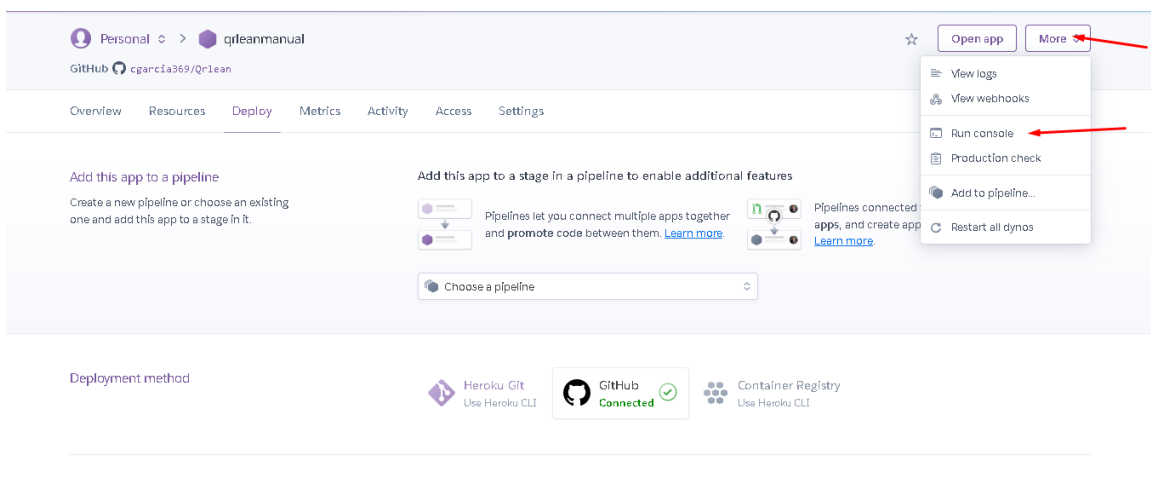 Personal > qrleanmanual
Open app
More
GitHub cgarcia369/Qrlean
View logs
View webhooks
Run console
Production check
Add to pipeline...
Restart all dynos
Overview Resources Deploy Metrics Activity Access Settings
Add this app to a pipeline
Create a new pipeline or choose an existing
one and add this app to a stage in it.
Add this app to a stage in a pipeline to enable additional features
Pipelines let you connect multiple apps together
and promote code between them. Learn more.
Pipelines connected
apps, and create app
Learn more.
Choose a pipeline
Deployment method
Heroku Git
Use Heroku CLI
GitHub
Connected
Container Registry
Use Heroku CLI